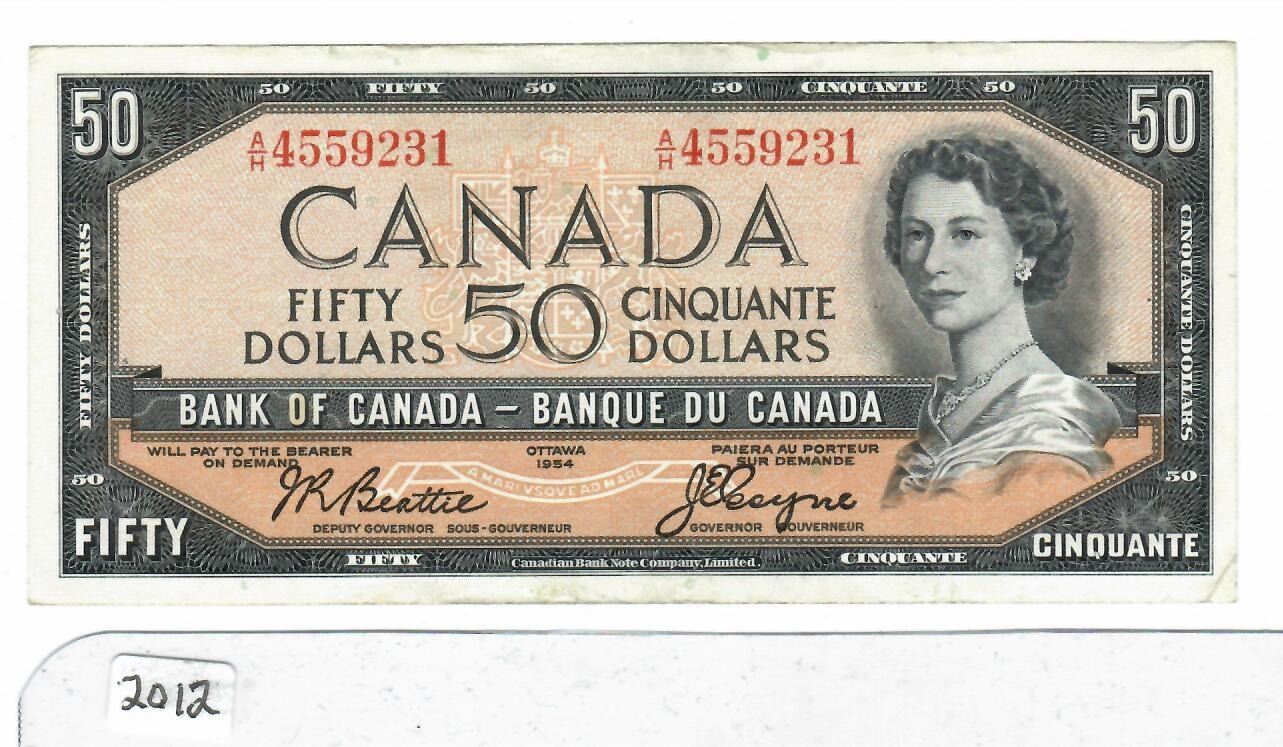 50 FIFTY 50 50 CINQUANTE 50
50 50
A/H 4559231 A/H 4559231
CANADA
FIFTY DOLLARS
CINQUANTE DOLLARS
FIFTY 50 CINQUANTE
DOLLARS DOLLARS
BANK OF CANADA – BANQUE DU CANADA
WILL PAY TO THE BEARER
ON DEMAND
OTTAWA
1954
PAIERA AU PORTEUR
SUR DEMANDE
A MARI VSQVE AD MARE
50 50
JR Beattie
JE Coyne
DEPUTY GOVERNOR SOUS-GOUVERNEUR
GOVERNOR GOUVERNEUR
FIFTY CINQUANTE
FIFTY Canadian Bank Note Company, Limited. CINQUANTE
2012